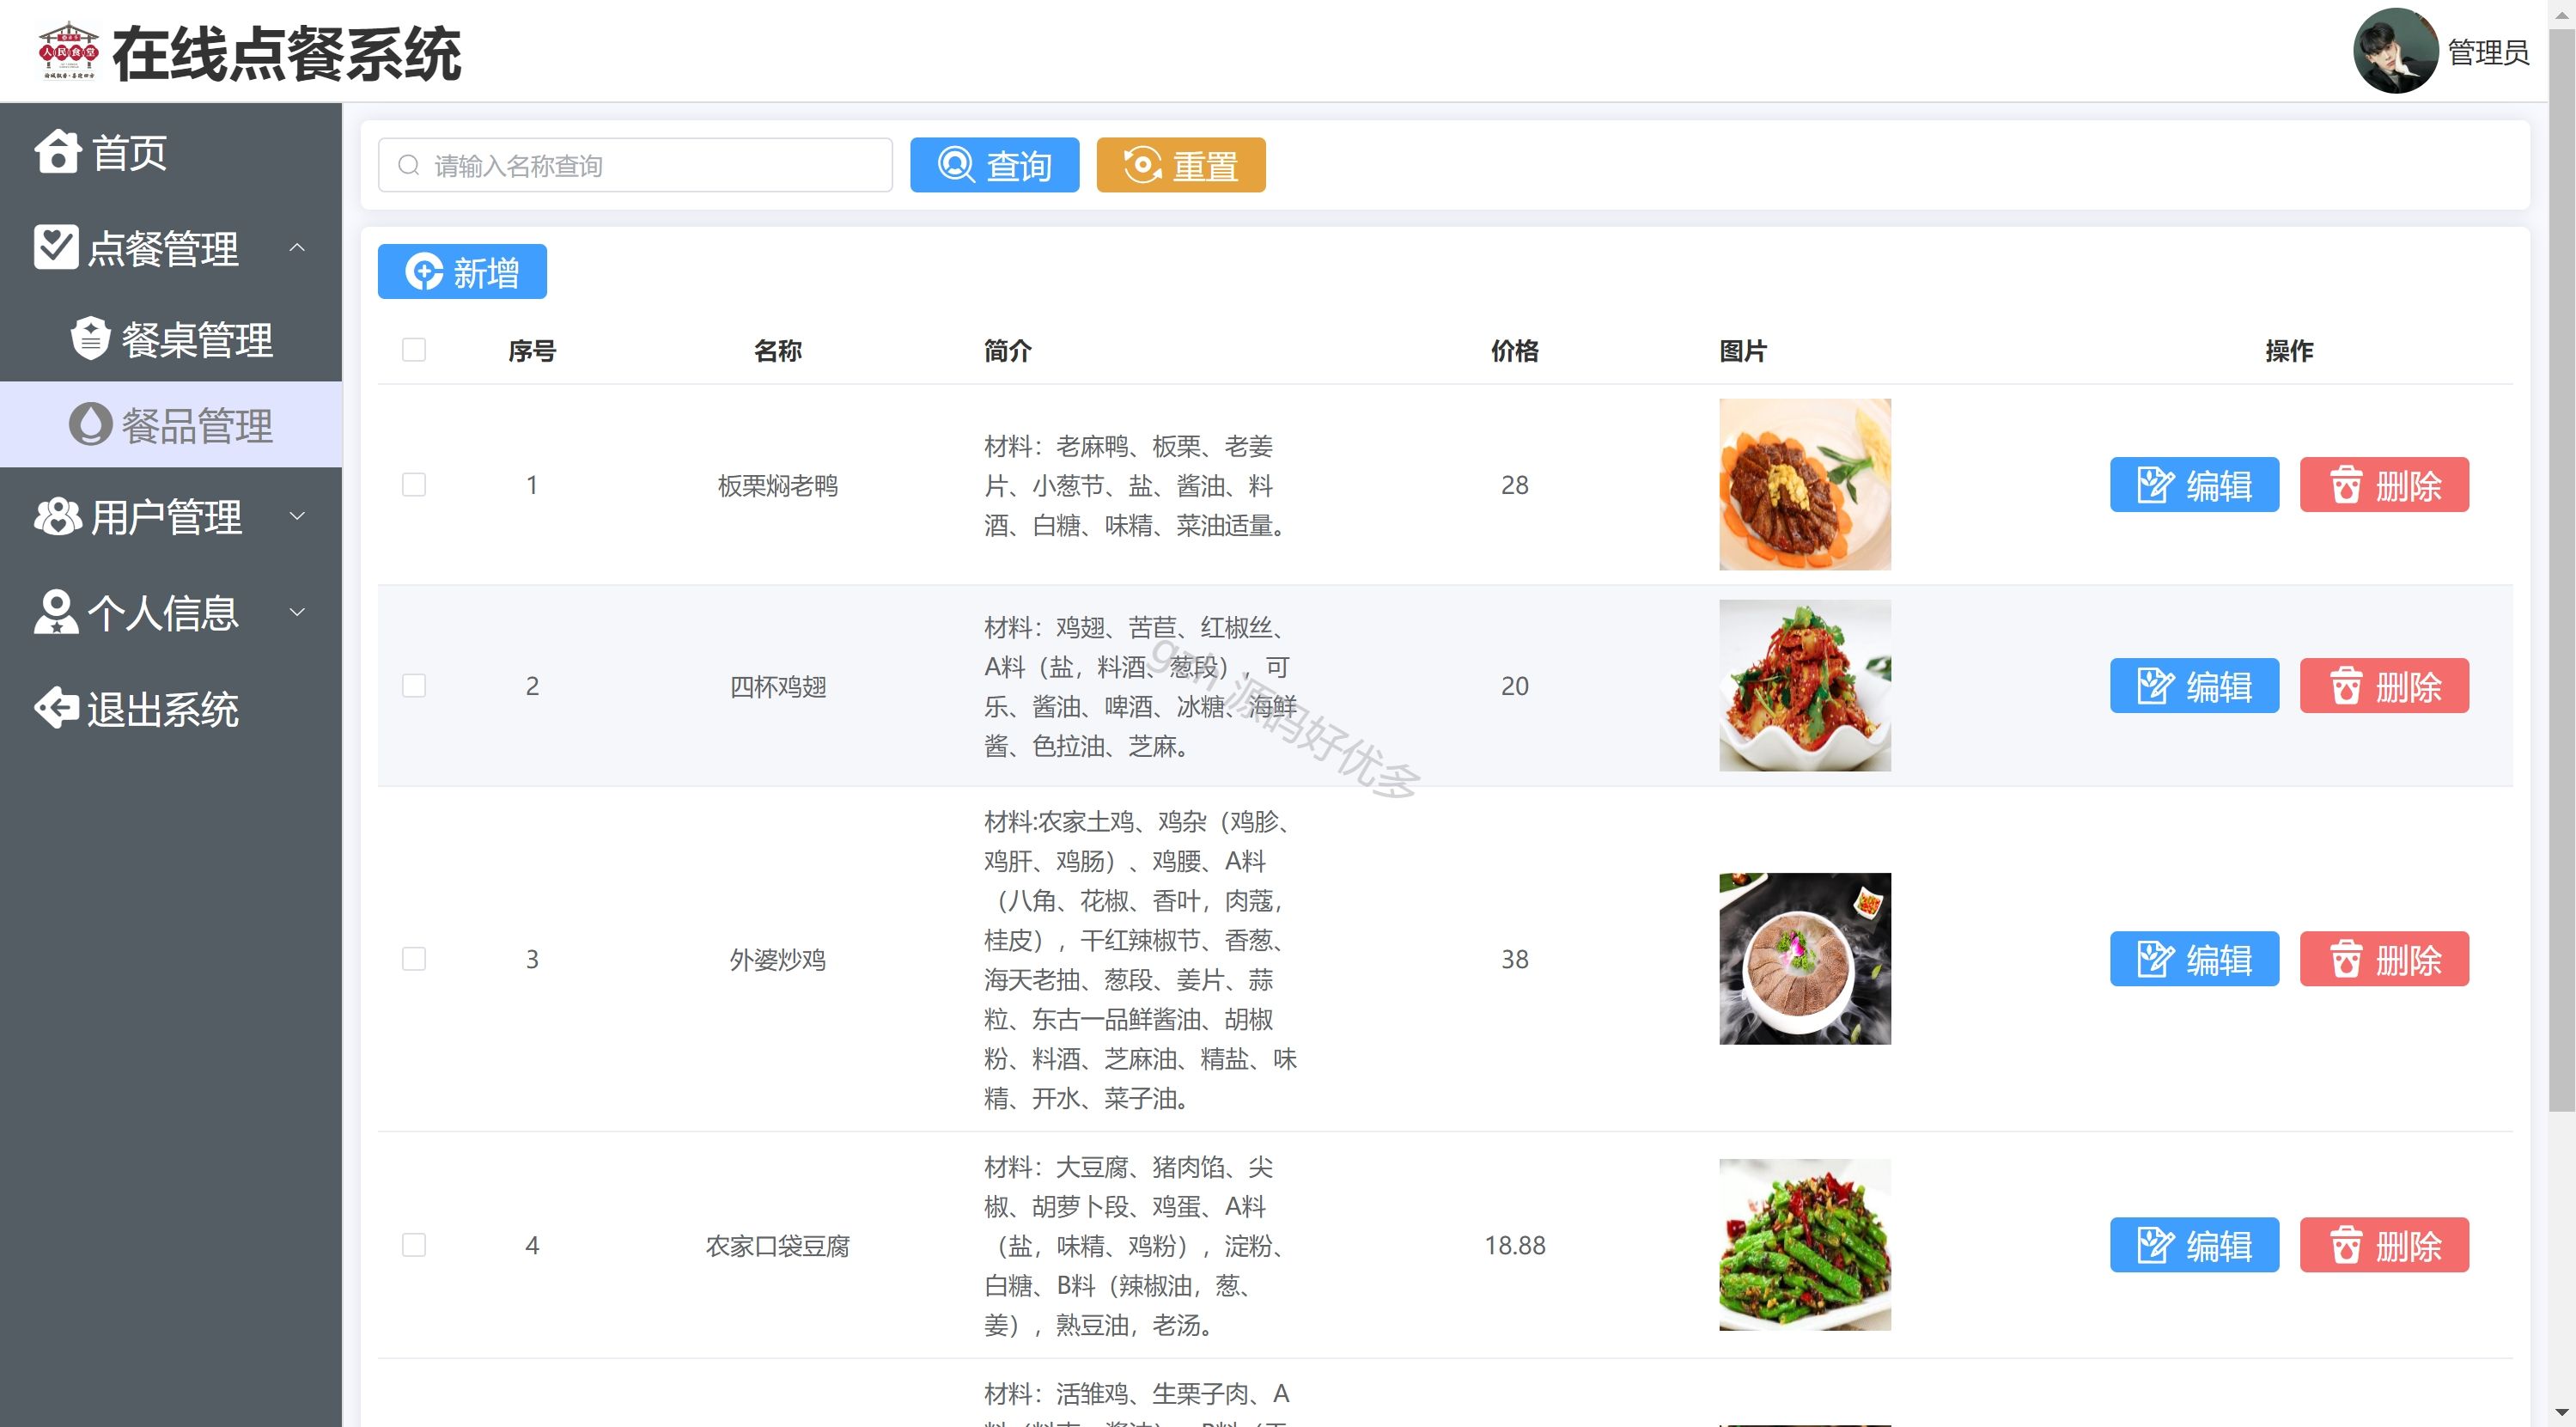 人民食堂
在线点餐系统
管理员
首页
点餐管理
餐桌管理
餐品管理
用户管理
个人信息
退出系统
请输入名称查询
查询
重置
新增
序号 名称 简介 价格 图片 操作
1 板栗焖老鸭 28 编辑 删除
材料：老麻鸭、板栗、老姜
片、小葱节、盐、酱油、料
酒、白糖、味精、菜油适量。
2 四杯鸡翅 20 编辑 删除
材料：鸡翅、苦苣、红椒丝、
A料（盐，料酒、葱段），可
乐、酱油、啤酒、冰糖、海鲜
酱、色拉油、芝麻。
gzh 源码好优多
3 外婆炒鸡 38 编辑 删除
材料:农家土鸡、鸡杂（鸡胗、
鸡肝、鸡肠）、鸡腰、A料
（八角、花椒、香叶，肉蔻，
桂皮），干红辣椒节、香葱、
海天老抽、葱段、姜片、蒜
粒、东古一品鲜酱油、胡椒
粉、料酒、芝麻油、精盐、味
精、开水、菜子油。
4 农家口袋豆腐 18.88 编辑 删除
材料：大豆腐、猪肉馅、尖
椒、胡萝卜段、鸡蛋、A料
（盐，味精、鸡粉），淀粉、
白糖、B料（辣椒油，葱、
姜），熟豆油，老汤。
材料：活雏鸡、生栗子肉、A